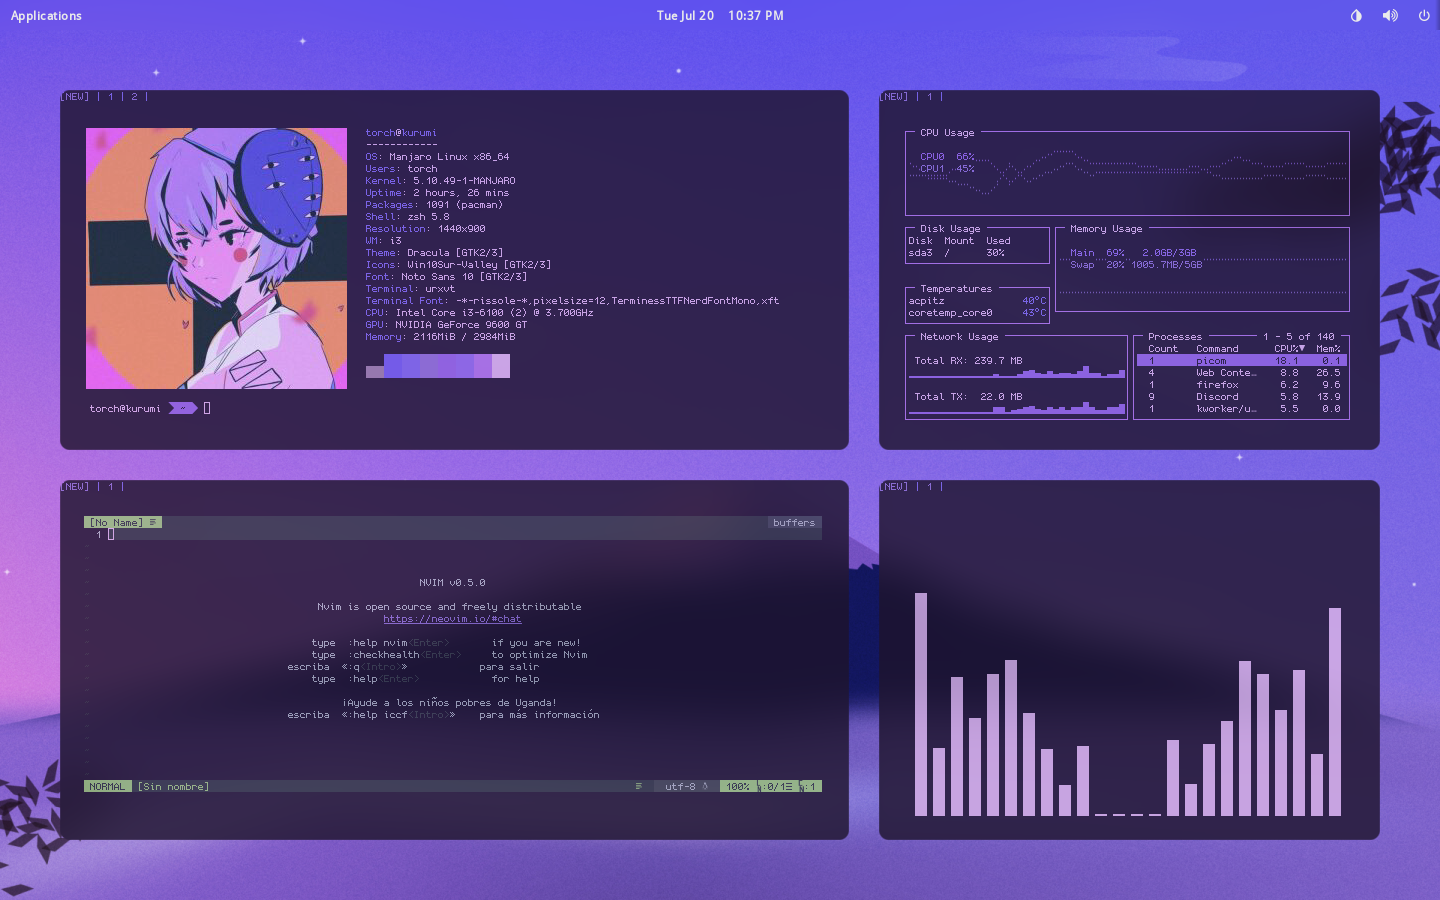 Applications
Tue Jul 20 10:37 PM
[NEW] | 1 | 2 |
torch@kurumi
------------
OS: Manjaro Linux x86_64
Users: torch
Kernel: 5.10.49-1-MANJARO
Uptime: 2 hours, 26 mins
Packages: 1091 (pacman)
Shell: zsh 5.8
Resolution: 1440x900
WM: i3
Theme: Dracula [GTK2/3]
Icons: Win10Sur-Valley [GTK2/3]
Font: Noto Sans 10 [GTK2/3]
Terminal: urxvt
Terminal Font: -*-rissole-*,pixelsize=12,TerminessTTFNerdFontMono,xft
CPU: Intel Core i3-6100 (2) @ 3.700GHz
GPU: NVIDIA GeForce 9600 GT
Memory: 2116MiB / 2984MiB
torch@kurumi ~
[NEW] | 1 |
CPU Usage
CPU0 66%
CPU1 45%
Disk Usage
Disk Mount Used
sda3 / 30%
Memory Usage
Main 69% 2.0GB/3GB
Swap 20% 1005.7MB/5GB
Temperatures
acpitz 40°C
coretemp_core0 43°C
Network Usage
Total RX: 239.7 MB
Total TX: 22.0 MB
Processes 1 - 5 of 140
Count Command CPU%▼ Mem%
1 picom 18.1 0.1
4 Web Conte… 8.8 26.5
1 firefox 6.2 9.6
9 Discord 5.8 13.9
1 kworker/u… 5.5 0.0
[NEW] | 1 |
[No Name] buffers
1
NVIM v0.5.0
Nvim is open source and freely distributable
https://neovim.io/#chat
type :help nvim<Enter> if you are new!
type :checkhealth<Enter> to optimize Nvim
escriba «:q<Intro>» para salir
type :help<Enter> for help
¡Ayude a los niños pobres de Uganda!
escriba «:help iccf<Intro>» para más información
NORMAL [Sin nombre] utf-8 100% :0/1☰ :1
[NEW] | 1 |